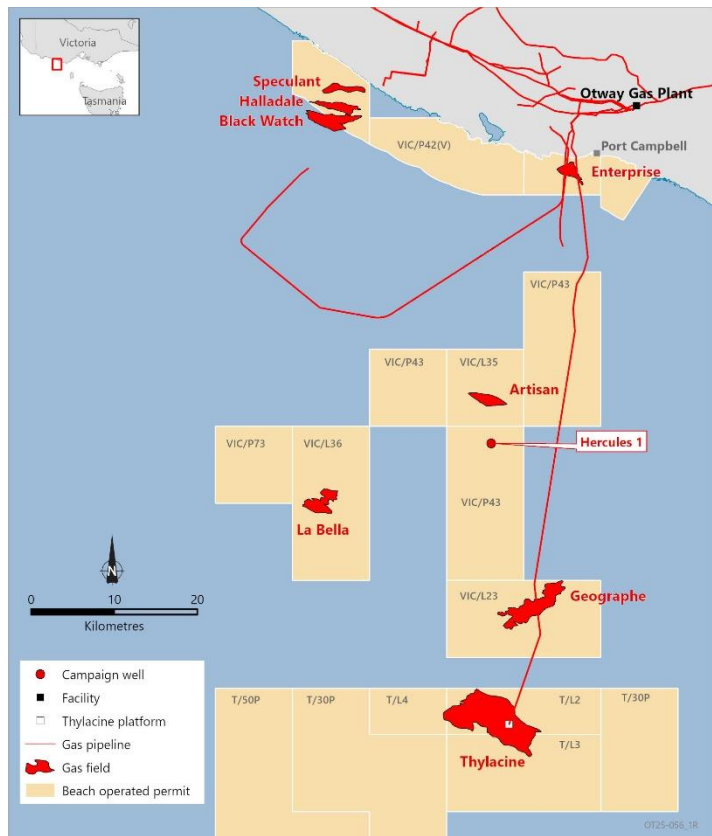 Victoria
Tasmania
Speculant
Halladale
Black Watch
Otway Gas Plant
Port Campbell
VIC/P42(V)
Enterprise
VIC/P43
VIC/P43
VIC/L35
Artisan
VIC/P73
VIC/L36
Hercules 1
VIC/P43
La Bella
N
0 10 20
Kilometres
VIC/L23
Geographe
Campaign well
Facility
Thylacine platform
Gas pipeline
Gas field
Beach operated permit
T/50P
T/30P
T/L4
T/L2
T/30P
T/L3
Thylacine
OT25-056_1R